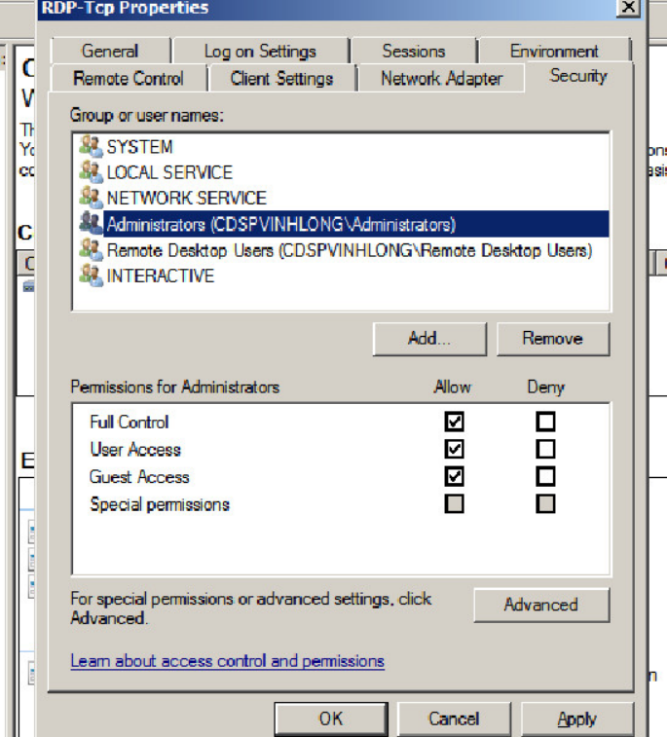 RDP-Tcp Properties
General Log on Settings Sessions Environment
Remote Control Client Settings Network Adapter Security
Group or user names:
SYSTEM
LOCAL SERVICE
NETWORK SERVICE
Administrators (CDSPVINHLONG\Administrators)
Remote Desktop Users (CDSPVINHLONG\Remote Desktop Users)
INTERACTIVE
Add... Remove
Permissions for Administrators Allow Deny
Full Control
User Access
Guest Access
Special permissions
For special permissions or advanced settings, click
Advanced.
Advanced
Learn about access control and permissions
OK Cancel Apply